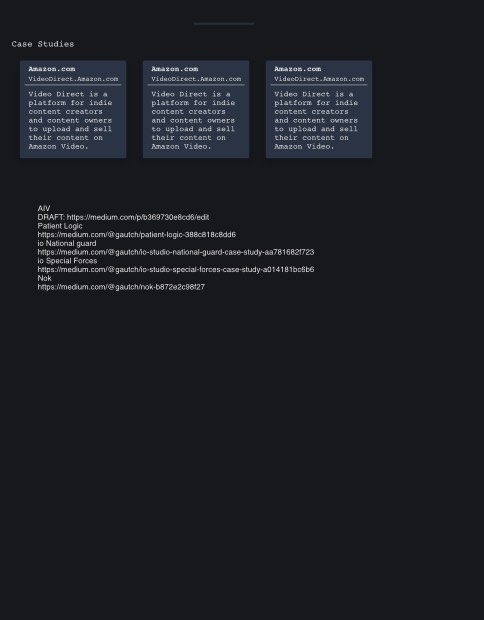 Case Studies
Amazon.com
VideoDirect.Amazon.com
Video Direct is a
platform for indie
content creators
and content owners
to upload and sell
their content on
Amazon Video.
Amazon.com
VideoDirect.Amazon.com
Video Direct is a
platform for indie
content creators
and content owners
to upload and sell
their content on
Amazon Video.
Amazon.com
VideoDirect.Amazon.com
Video Direct is a
platform for indie
content creators
and content owners
to upload and sell
their content on
Amazon Video.
AIV
DRAFT: https://medium.com/p/b369730e8cd6/edit
Patient Logic
https://medium.com/@gautch/patient-logic-388c818c8dd6
io National guard
https://medium.com/@gautch/io-studio-national-guard-case-study-aa781682f723
io Special Forces
https://medium.com/@gautch/io-studio-special-forces-case-study-a014181bc6b6
Nok
https://medium.com/@gautch/nok-b872e2c98f27